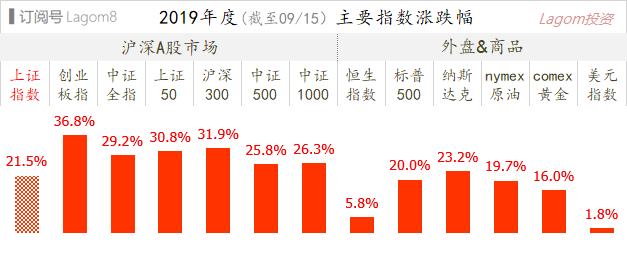 订阅号 Lagom8 2019年度(截至09/15) 主要指数涨跌幅 Lagom投资
沪深A股市场 外盘&商品
上证 创业 中证 上证 沪深 中证 中证 恒生 标普 纳斯 nymex comex 美元
指数 板指 全指 50 300 500 1000 指数 500 达克 原油 黄金 指数
21.5% 36.8% 29.2% 30.8% 31.9% 25.8% 26.3% 5.8% 20.0% 23.2% 19.7% 16.0% 1.8%